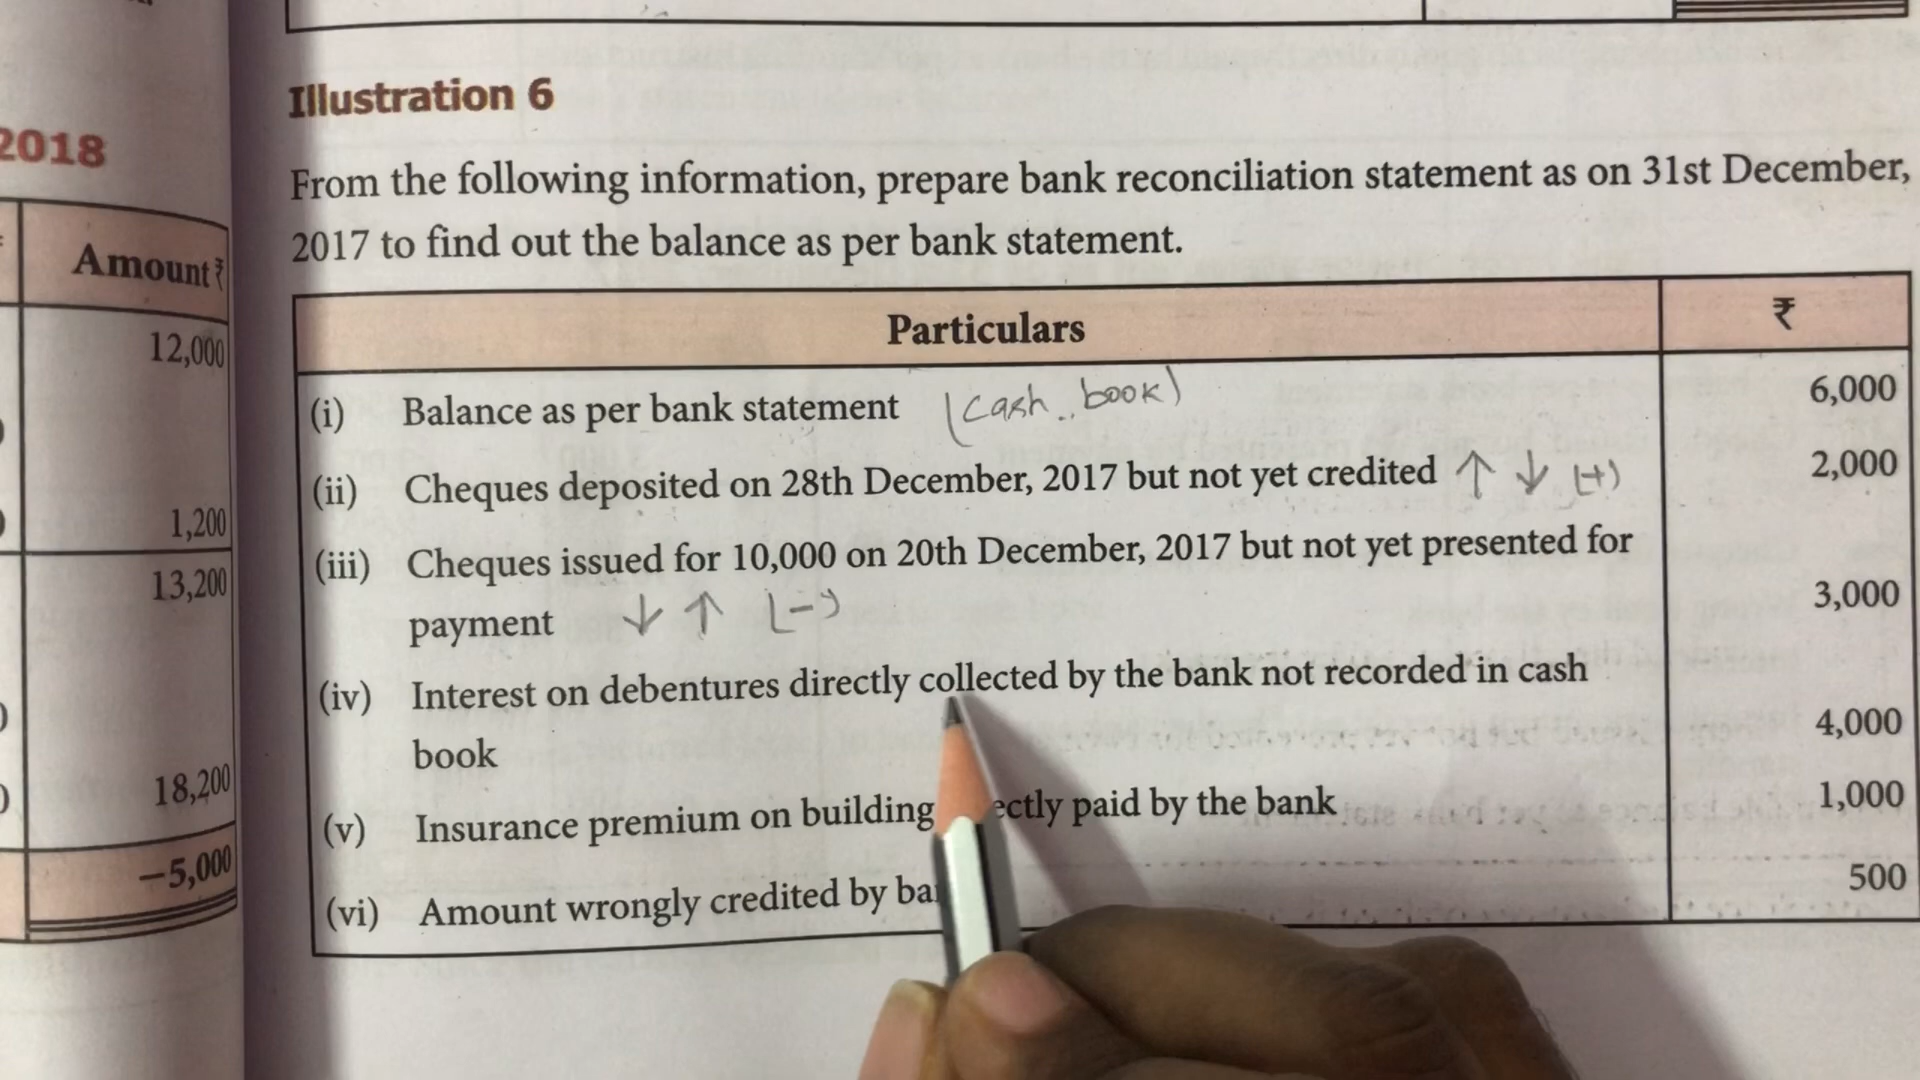 2018
Amount ₹
12,000
1,200
13,200
18,200
–5,000
Illustration 6
From the following information, prepare bank reconciliation statement as on 31st December,
2017 to find out the balance as per bank statement.
Particulars ₹
(i) Balance as per bank statement (cash book) 6,000
(ii) Cheques deposited on 28th December, 2017 but not yet credited ↑ ↓ (+) 2,000
(iii) Cheques issued for 10,000 on 20th December, 2017 but not yet presented for
payment ↓ ↑ (–) 3,000
(iv) Interest on debentures directly collected by the bank not recorded in cash
book 4,000
(v) Insurance premium on building ectly paid by the bank 1,000
(vi) Amount wrongly credited by 500